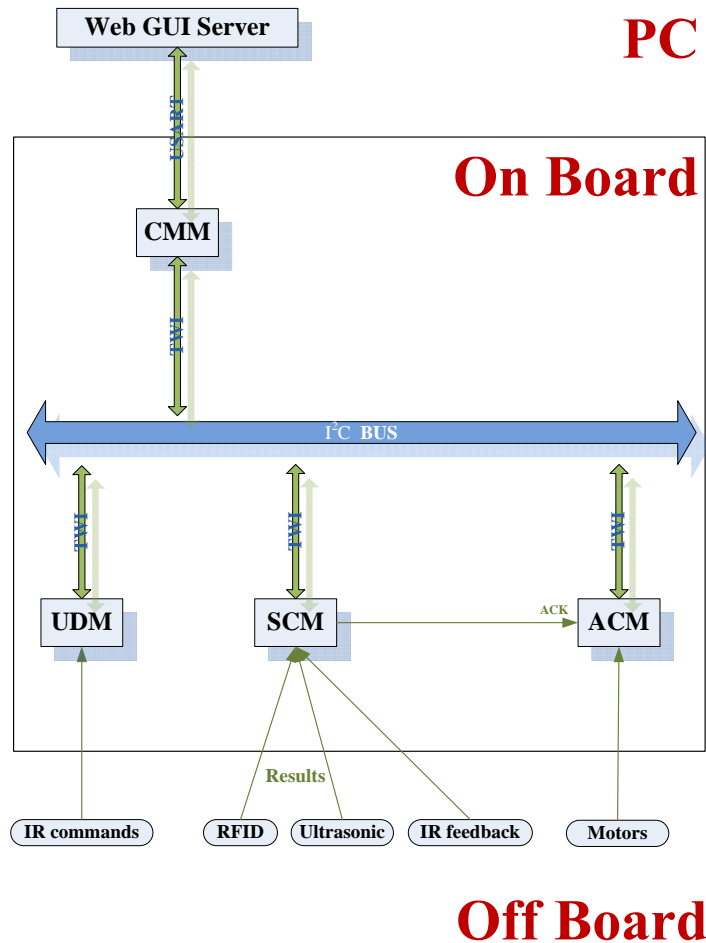 Web GUI Server
PC
USART
On Board
CMM
TWI
I²C BUS
TWI
TWI
TWI
UDM
SCM
ACK
ACM
Results
IR commands
RFID
Ultrasonic
IR feedback
Motors
Off Board